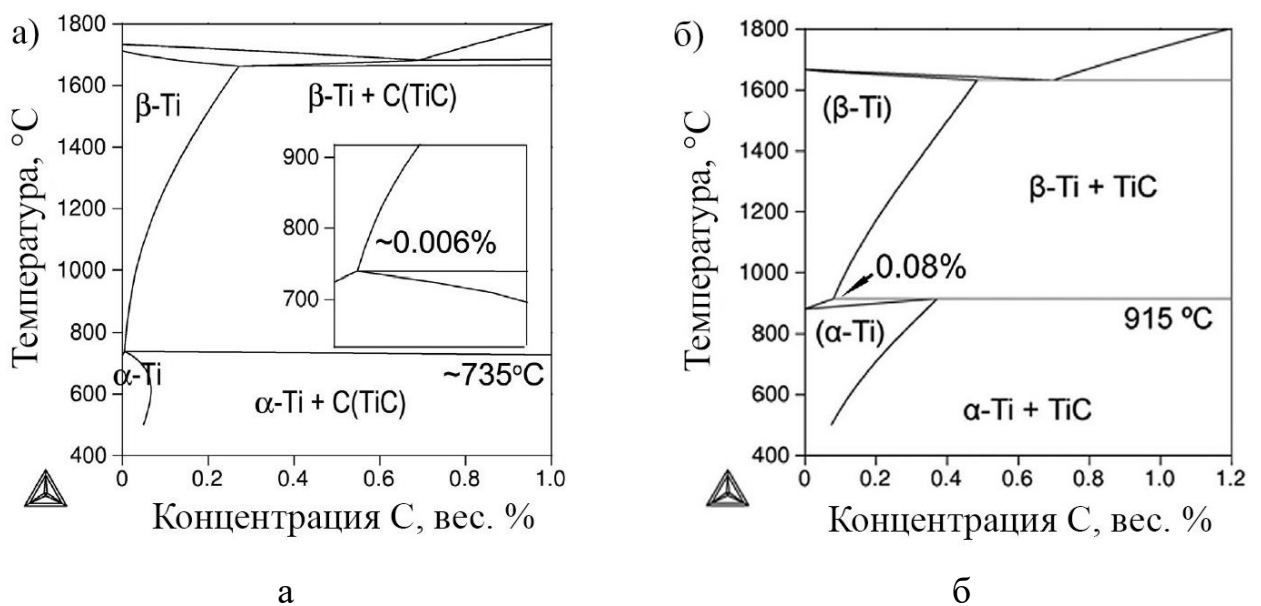 а)
1800
1600
1400
1200
1000
800
600
400
Температура, °C
β-Ti
β-Ti + C(TiC)
900
800
700
~0.006%
α-Ti
~735°C
α-Ti + C(TiC)
0 0.2 0.4 0.6 0.8 1.0
Концентрация С, вес. %
а
б)
1800
1600
1400
1200
1000
800
600
400
Температура, °C
(β-Ti)
β-Ti + TiC
0.08%
(α-Ti)
915 ºC
α-Ti + TiC
0 0.2 0.4 0.6 0.8 1.0 1.2
Концентрация С, вес. %
б